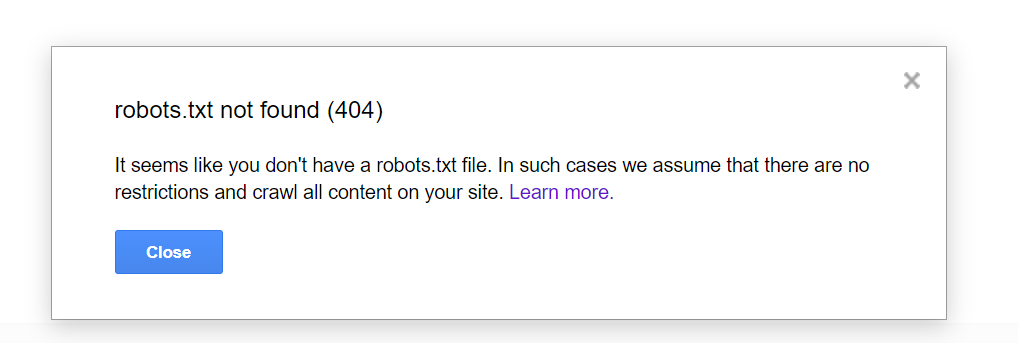 robots.txt not found (404)
It seems like you don't have a robots.txt file. In such cases we assume that there are no
restrictions and crawl all content on your site. Learn more.
Close